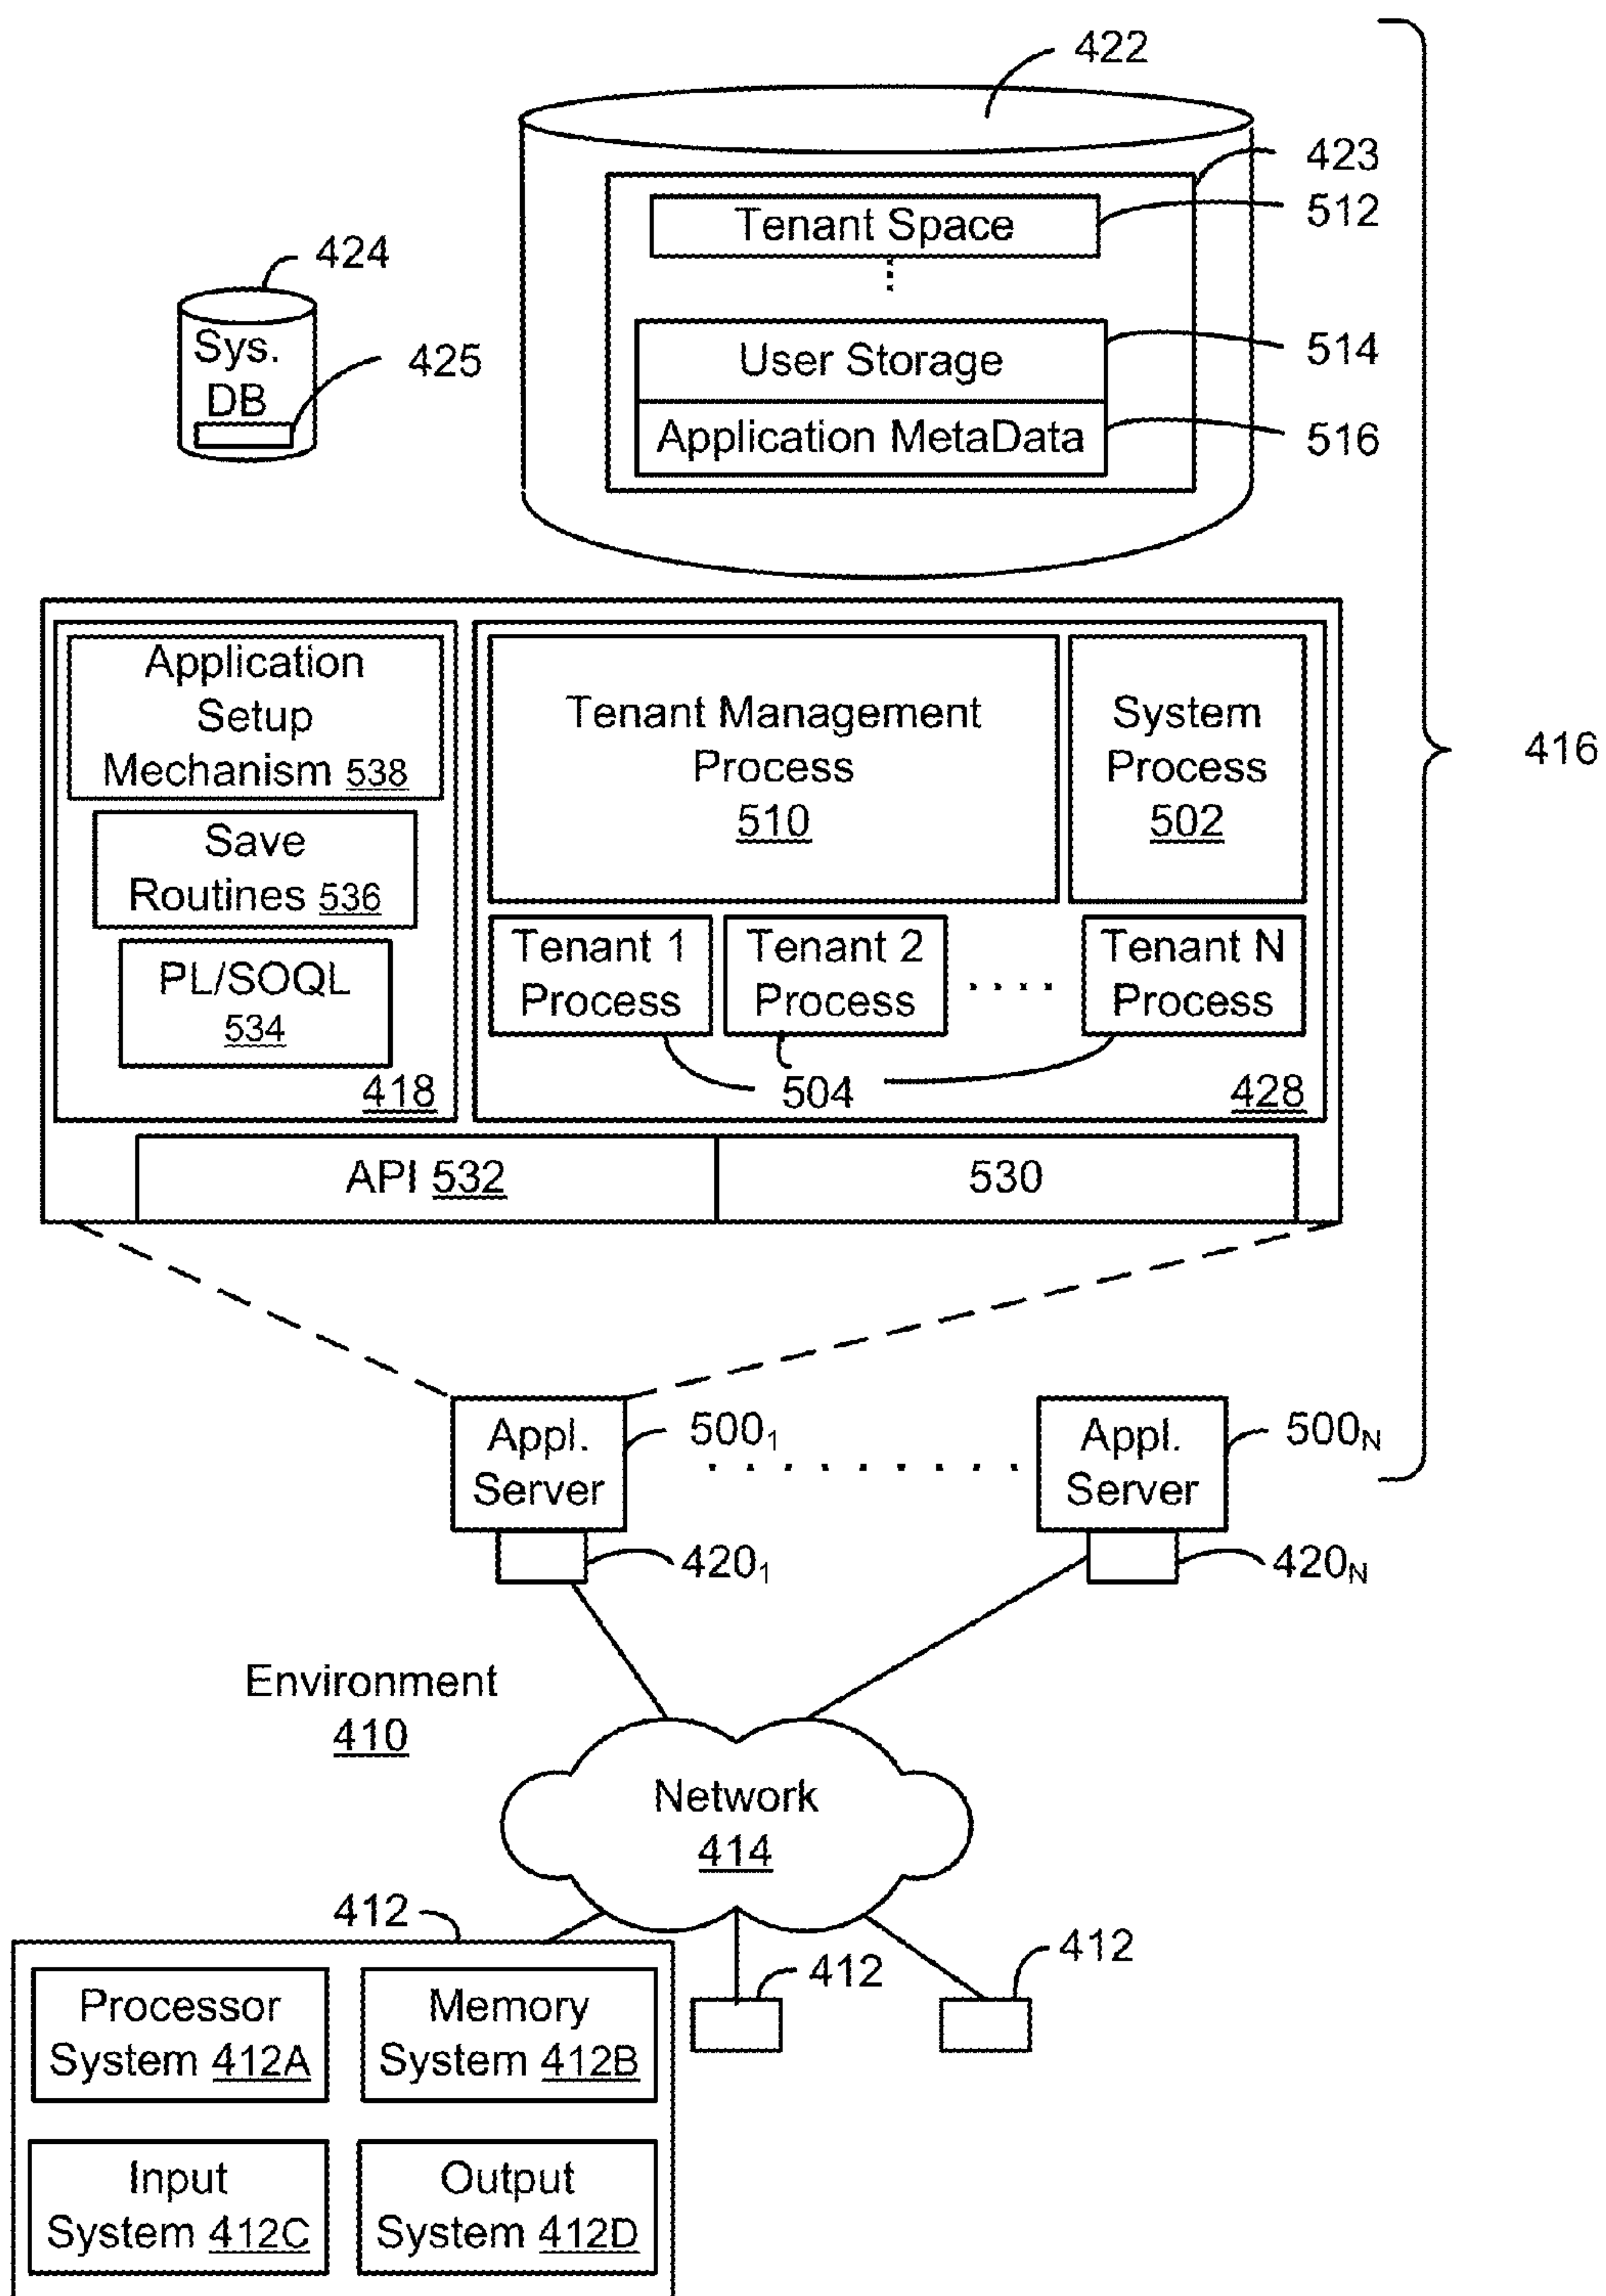 422
423
Tenant Space
512
424
Sys.
DB
425
User Storage
514
Application MetaData
516
416
Application
Setup
Mechanism 538
Save
Routines 536
PL/SOQL
534
418
Tenant Management
Process
510
System
Process
502
Tenant 1
Process
Tenant 2
Process
Tenant N
Process
504
428
API 532
530
Appl.
Server
500₁
Appl.
Server
500N
420₁
420N
Environment
410
Network
414
412
412
412
Processor
System 412A
Memory
System 412B
Input
System 412C
Output
System 412D